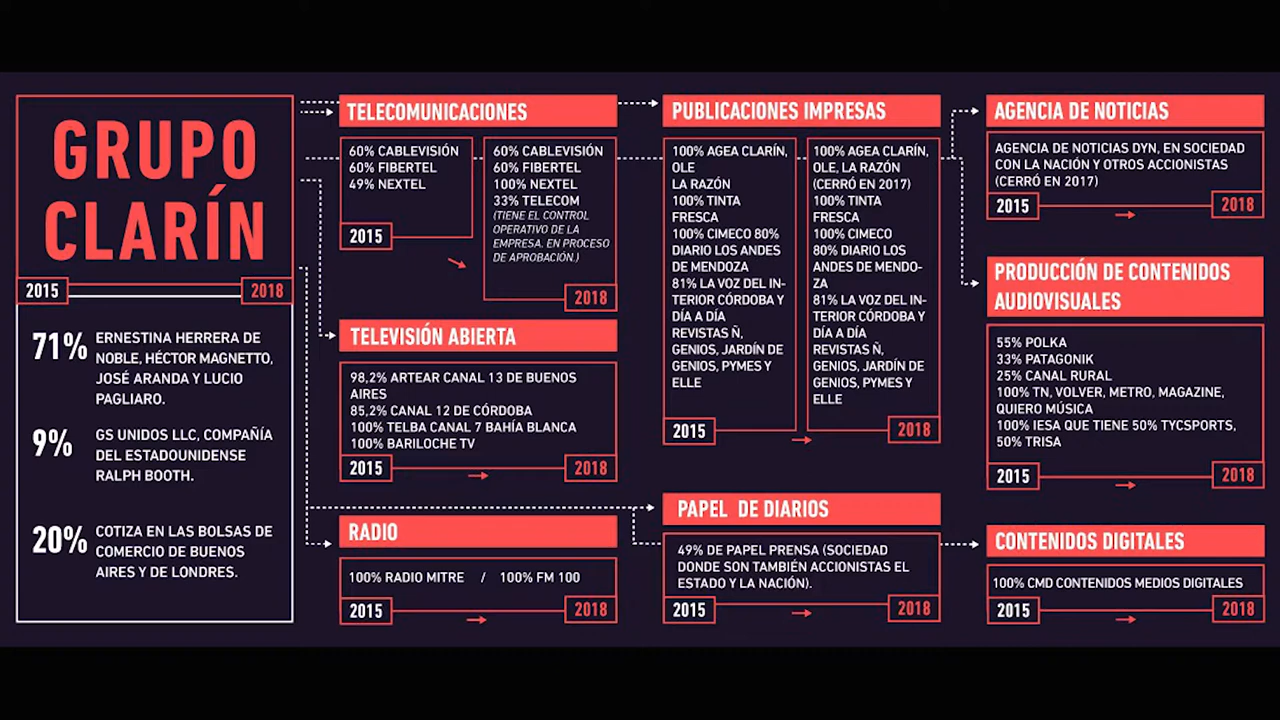 GRUPO
CLARÍN
2015
2018
71%
ERNESTINA HERRERA DE
NOBLE, HÉCTOR MAGNETTO,
JOSÉ ARANDA Y LUCIO
PAGLIARO.
9%
GS UNIDOS LLC, COMPAÑÍA
DEL ESTADOUNIDENSE
RALPH BOOTH.
20%
COTIZA EN LAS BOLSAS DE
COMERCIO DE BUENOS
AIRES Y DE LONDRES.
TELECOMUNICACIONES
60% CABLEVISIÓN
60% FIBERTEL
49% NEXTEL
2015
60% CABLEVISIÓN
60% FIBERTEL
100% NEXTEL
33% TELECOM
(TIENE EL CONTROL
OPERATIVO DE LA
EMPRESA. EN PROCESO
DE APROBACIÓN.)
2018
TELEVISIÓN ABIERTA
98,2% ARTEAR CANAL 13 DE BUENOS
AIRES
85,2% CANAL 12 DE CÓRDOBA
100% TELBA CANAL 7 BAHÍA BLANCA
100% BARILOCHE TV
2015
2018
RADIO
100% RADIO MITRE / 100% FM 100
2015
2018
PUBLICACIONES IMPRESAS
100% AGEA CLARÍN,
OLE
LA RAZÓN
100% TINTA
FRESCA
100% CIMECO 80%
DIARIO LOS ANDES
DE MENDOZA
81% LA VOZ DEL IN-
TERIOR CÓRDOBA Y
DÍA A DÍA
REVISTAS Ñ,
GENIOS, JARDÍN DE
GENIOS, PYMES Y
ELLE
2015
100% AGEA CLARÍN,
OLE, LA RAZÓN
(CERRÓ EN 2017)
100% TINTA
FRESCA
100% CIMECO
80% DIARIO LOS
ANDES DE MENDO-
ZA
81% LA VOZ DEL IN-
TERIOR CÓRDOBA Y
DÍA A DÍA
REVISTAS Ñ,
GENIOS, JARDÍN DE
GENIOS, PYMES Y
ELLE
2018
PAPEL DE DIARIOS
49% DE PAPEL PRENSA (SOCIEDAD
DONDE SON TAMBIÉN ACCIONISTAS EL
ESTADO Y LA NACIÓN).
2015
2018
AGENCIA DE NOTICIAS
AGENCIA DE NOTICIAS DYN, EN SOCIEDAD
CON LA NACIÓN Y OTROS ACCIONISTAS
(CERRÓ EN 2017)
2015
2018
PRODUCCIÓN DE CONTENIDOS
AUDIOVISUALES
55% POLKA
33% PATAGONIK
25% CANAL RURAL
100% TN, VOLVER, METRO, MAGAZINE,
QUIERO MÚSICA
100% IESA QUE TIENE 50% TYCSPORTS,
50% TRISA
2015
2018
CONTENIDOS DIGITALES
100% CMD CONTENIDOS MEDIOS DIGITALES
2015
2018